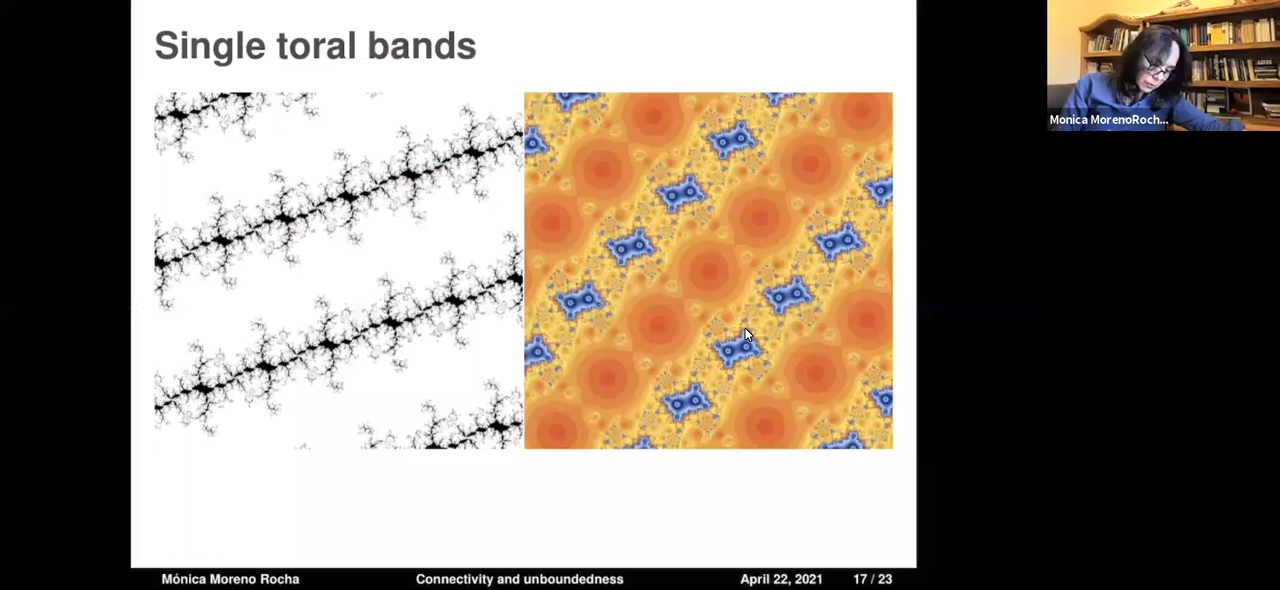 Single toral bands
Monica MorenoRoch...
Mónica Moreno Rocha Connectivity and unboundedness April 22, 2021 17 / 23